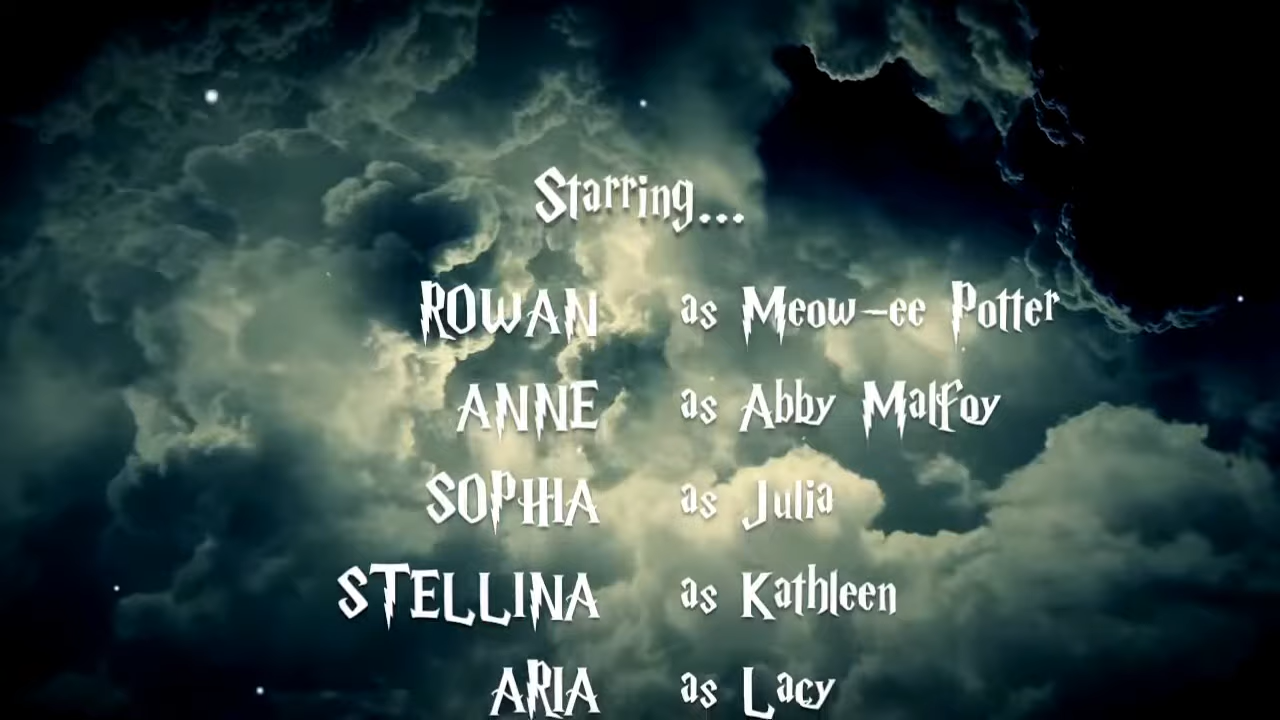 Starring...
ROWAN as Meow-ee Potter
ANNE as Abby Malfoy
SOPHIA as Julia
STELLINA as Kathleen
ARIA as Lacy